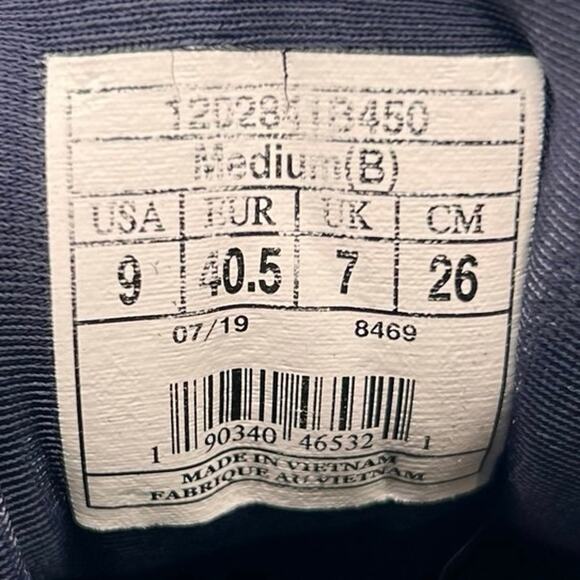 1202841B450
Medium(B)
USA EUR UK CM
9 40.5 7 26
07/19 8469
1 90340 46532 1
MADE IN VIETNAM
FABRIQUE AU VIETNAM